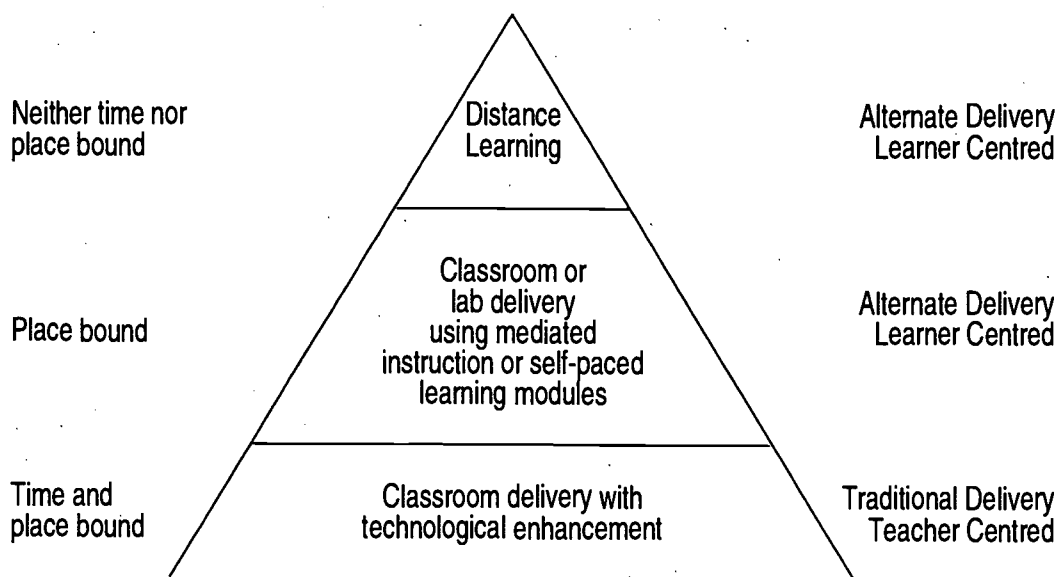 Neither time nor
place bound
Distance
Learning
Alternate Delivery
Learner Centred
Place bound
Classroom or
lab delivery
using mediated
instruction or self-paced
learning modules
Alternate Delivery
Learner Centred
Time and
place bound
Classroom delivery with
technological enhancement
Traditional Delivery
Teacher Centred